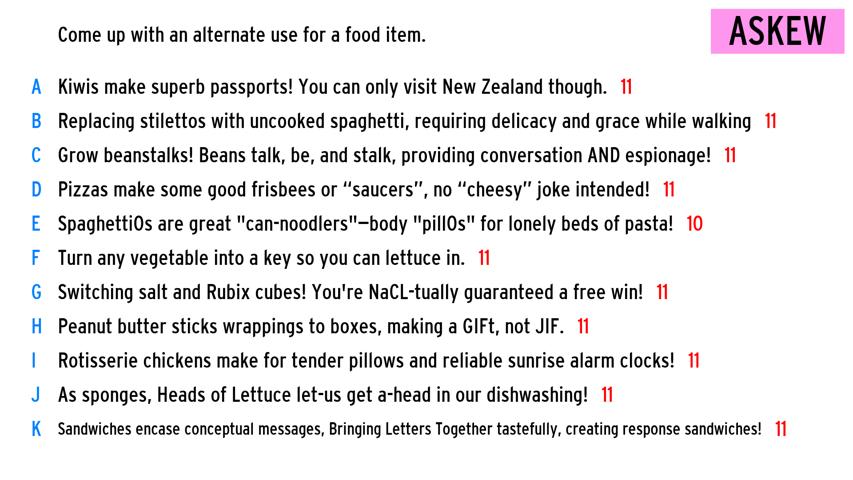 Come up with an alternate use for a food item.
ASKEW
A Kiwis make superb passports! You can only visit New Zealand though. 11
B Replacing stilettos with uncooked spaghetti, requiring delicacy and grace while walking 11
C Grow beanstalks! Beans talk, be, and stalk, providing conversation AND espionage! 11
D Pizzas make some good frisbees or “saucers”, no “cheesy” joke intended! 11
E SpaghettiOs are great "can-noodlers"—body "pillOs" for lonely beds of pasta! 10
F Turn any vegetable into a key so you can lettuce in. 11
G Switching salt and Rubix cubes! You're NaCL-tually guaranteed a free win! 11
H Peanut butter sticks wrappings to boxes, making a GIFt, not JIF. 11
I Rotisserie chickens make for tender pillows and reliable sunrise alarm clocks! 11
J As sponges, Heads of Lettuce let-us get a-head in our dishwashing! 11
K Sandwiches encase conceptual messages, Bringing Letters Together tastefully, creating response sandwiches! 11